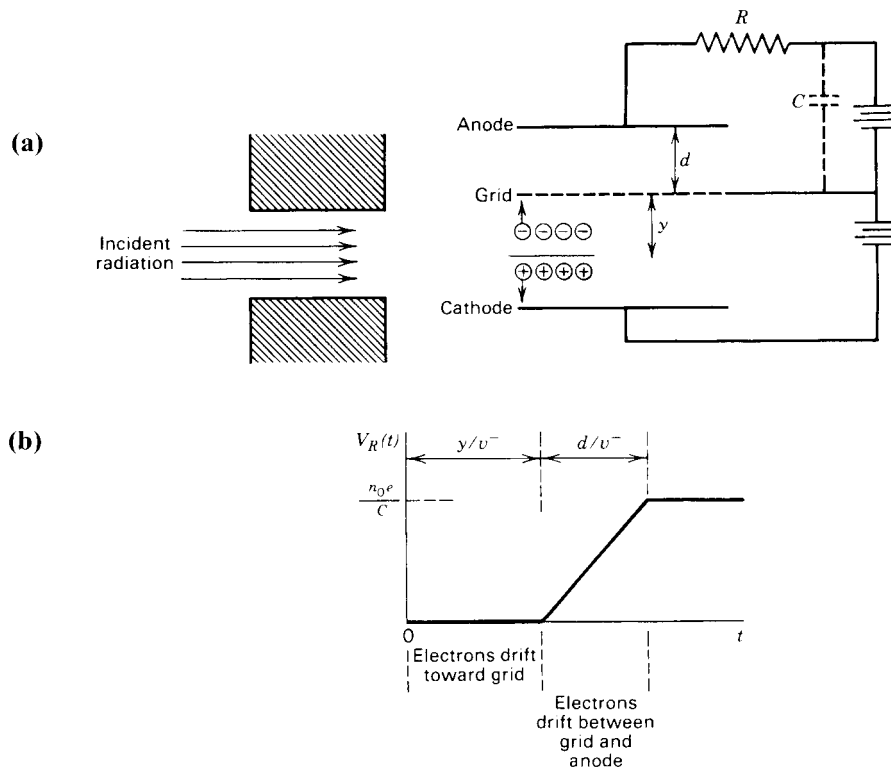 (a)
R
C
Anode
d
Grid
y
Incident
radiation
− − − −
+ + + +
Cathode
(b)
V_R(t)
y/v⁻
d/v⁻
n₀e
C
0
t
Electrons drift
toward grid
Electrons
drift between
grid and
anode